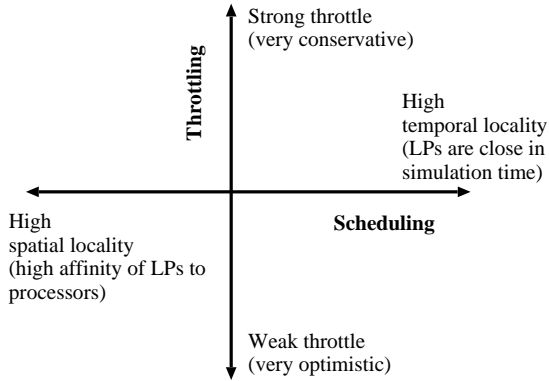 Strong throttle
(very conservative)
Throttling
High
temporal locality
(LPs are close in
simulation time)
High
spatial locality
(high affinity of LPs to
processors)
Scheduling
Weak throttle
(very optimistic)